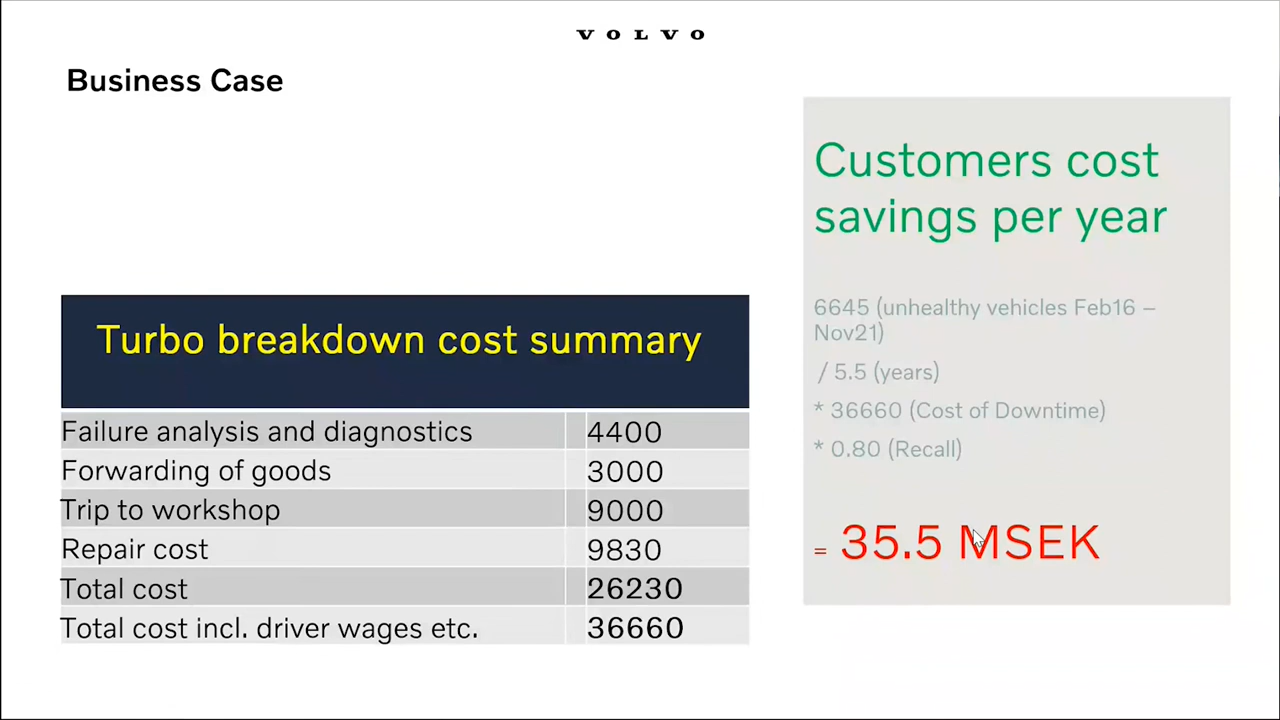 VOLVO
Business Case
Customers cost
savings per year
6645 (unhealthy vehicles Feb16 –
Nov21)
/ 5.5 (years)
* 36660 (Cost of Downtime)
* 0.80 (Recall)
= 35.5 MSEK
Turbo breakdown cost summary
Failure analysis and diagnostics 4400
Forwarding of goods 3000
Trip to workshop 9000
Repair cost 9830
Total cost 26230
Total cost incl. driver wages etc. 36660